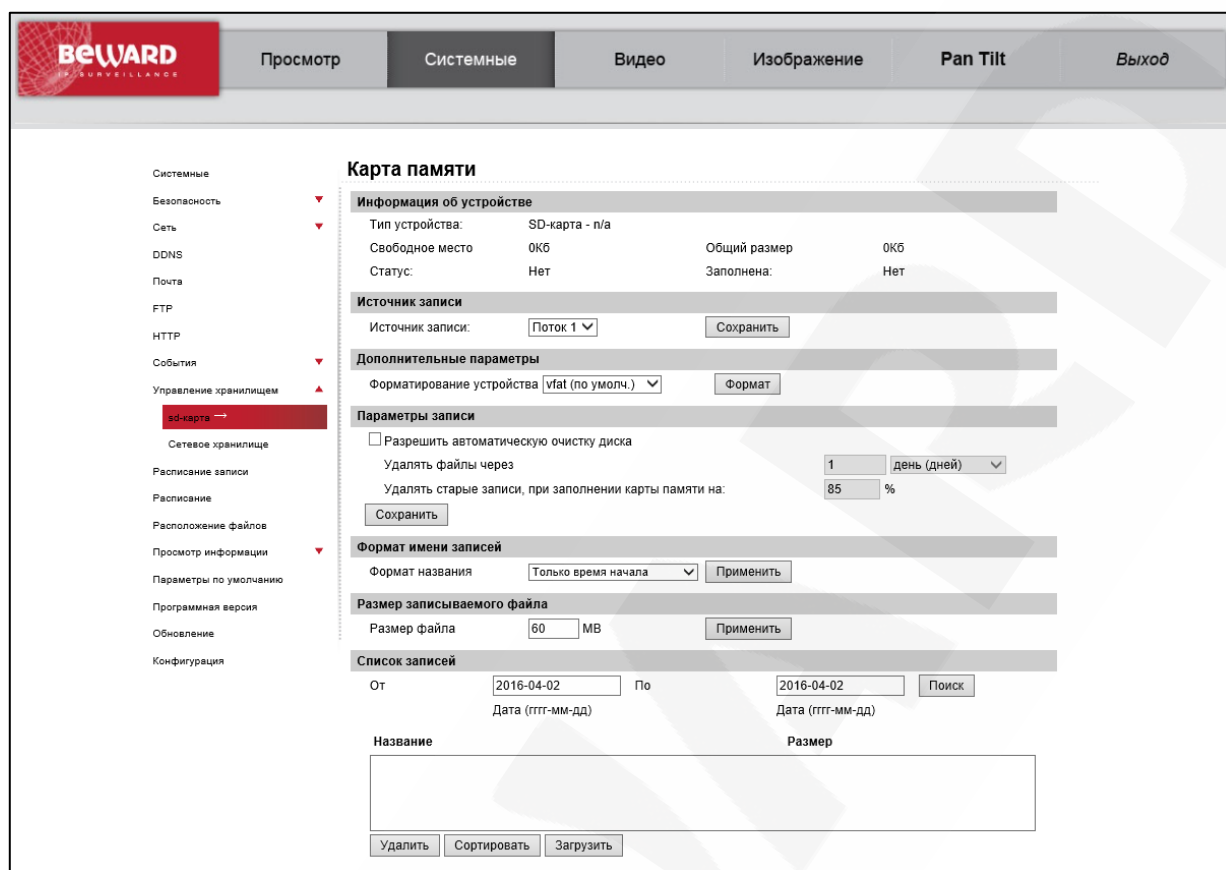 BEWARD
IP SURVEILLANCE
Просмотр
Системные
Видео
Изображение
Pan Tilt
Выход
Системные
Безопасность
Сеть
DDNS
Почта
FTP
HTTP
События
Управление хранилищем
sd-карта →
Сетевое хранилище
Расписание записи
Расписание
Расположение файлов
Просмотр информации
Параметры по умолчанию
Программная версия
Обновление
Конфигурация
Карта памяти
Информация об устройстве
Тип устройства: SD-карта - n/a
Свободное место 0Кб Общий размер 0Кб
Статус: Нет Заполнена: Нет
Источник записи
Источник записи: Поток 1 Сохранить
Дополнительные параметры
Форматирование устройства vfat (по умолч.) Формат
Параметры записи
Разрешить автоматическую очистку диска
Удалять файлы через 1 день (дней)
Удалять старые записи, при заполнении карты памяти на: 85 %
Сохранить
Формат имени записей
Формат названия Только время начала Применить
Размер записываемого файла
Размер файла 60 MB Применить
Список записей
От 2016-04-02 По 2016-04-02 Поиск
Дата (гггг-мм-дд) Дата (гггг-мм-дд)
Название Размер
Удалить Сортировать Загрузить